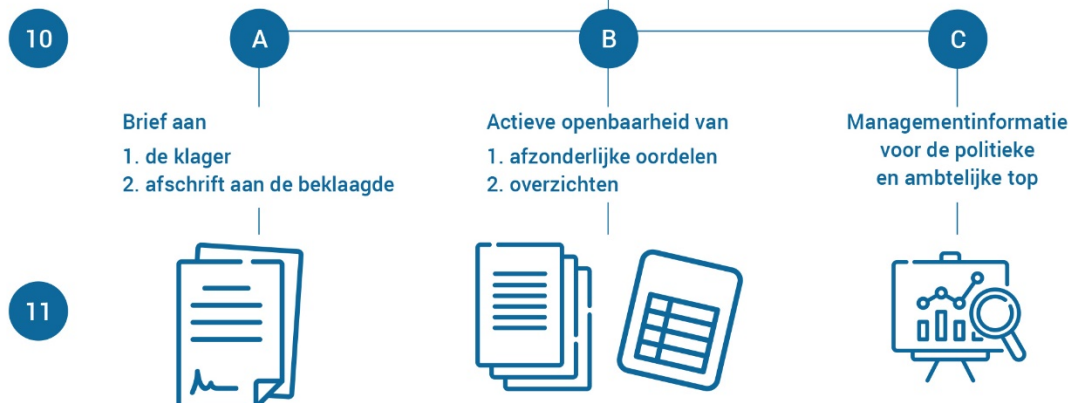 10
A
B
C
Brief aan
1. de klager
2. afschrift aan de beklaagde
Actieve openbaarheid van
1. afzonderlijke oordelen
2. overzichten
Managementinformatie
voor de politieke
en ambtelijke top
11